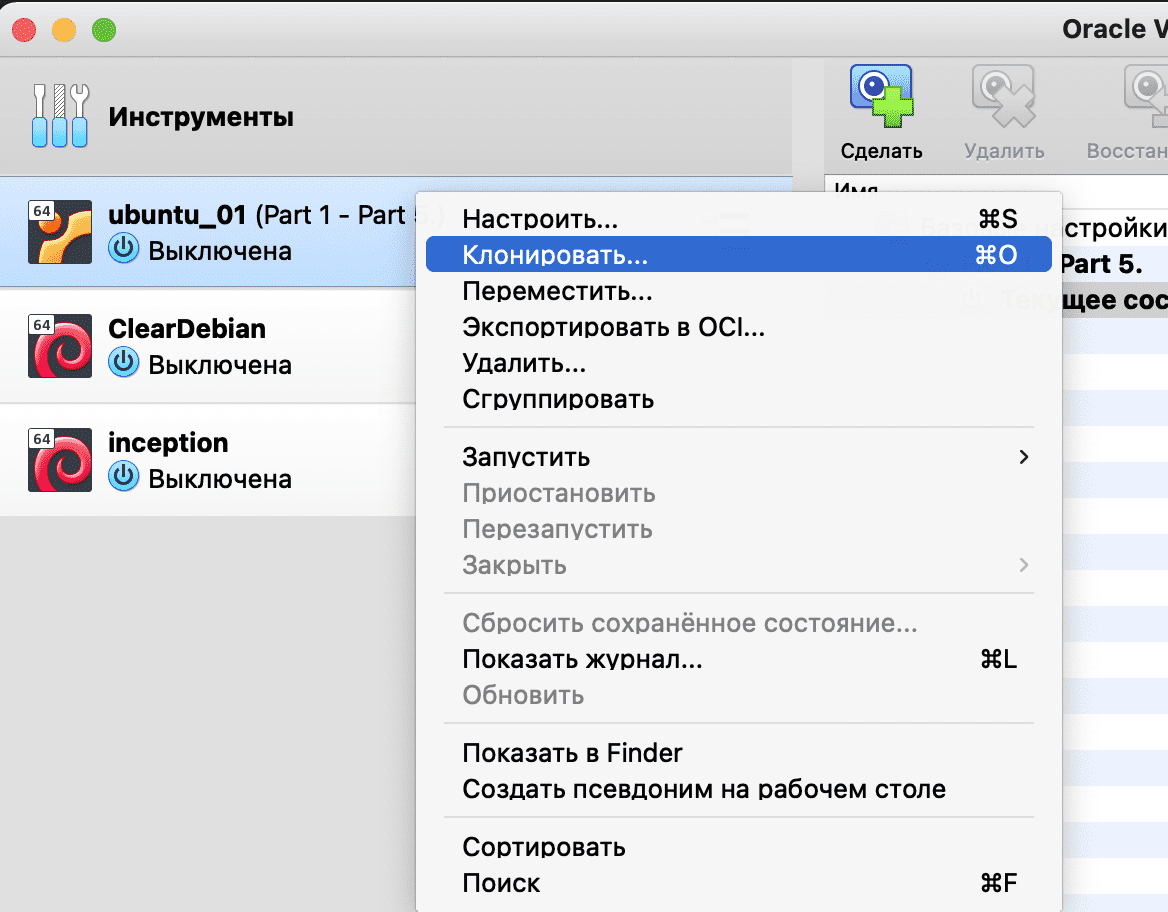 Oracle V
Инструменты
Сделать
Удалить
Восстан
Имя
64
ubuntu_01 (Part 1 - Part 5.)
Выключена
64
ClearDebian
Выключена
64
inception
Выключена
Настроить... ⌘S
Клонировать... ⌘O
Переместить...
Экспортировать в OCI...
Удалить...
Сгруппировать
Запустить
Приостановить
Перезапустить
Закрыть
Сбросить сохранённое состояние...
Показать журнал... ⌘L
Обновить
Показать в Finder
Создать псевдоним на рабочем столе
Сортировать
Поиск ⌘F
стройки
Part 5.
Текущее сос